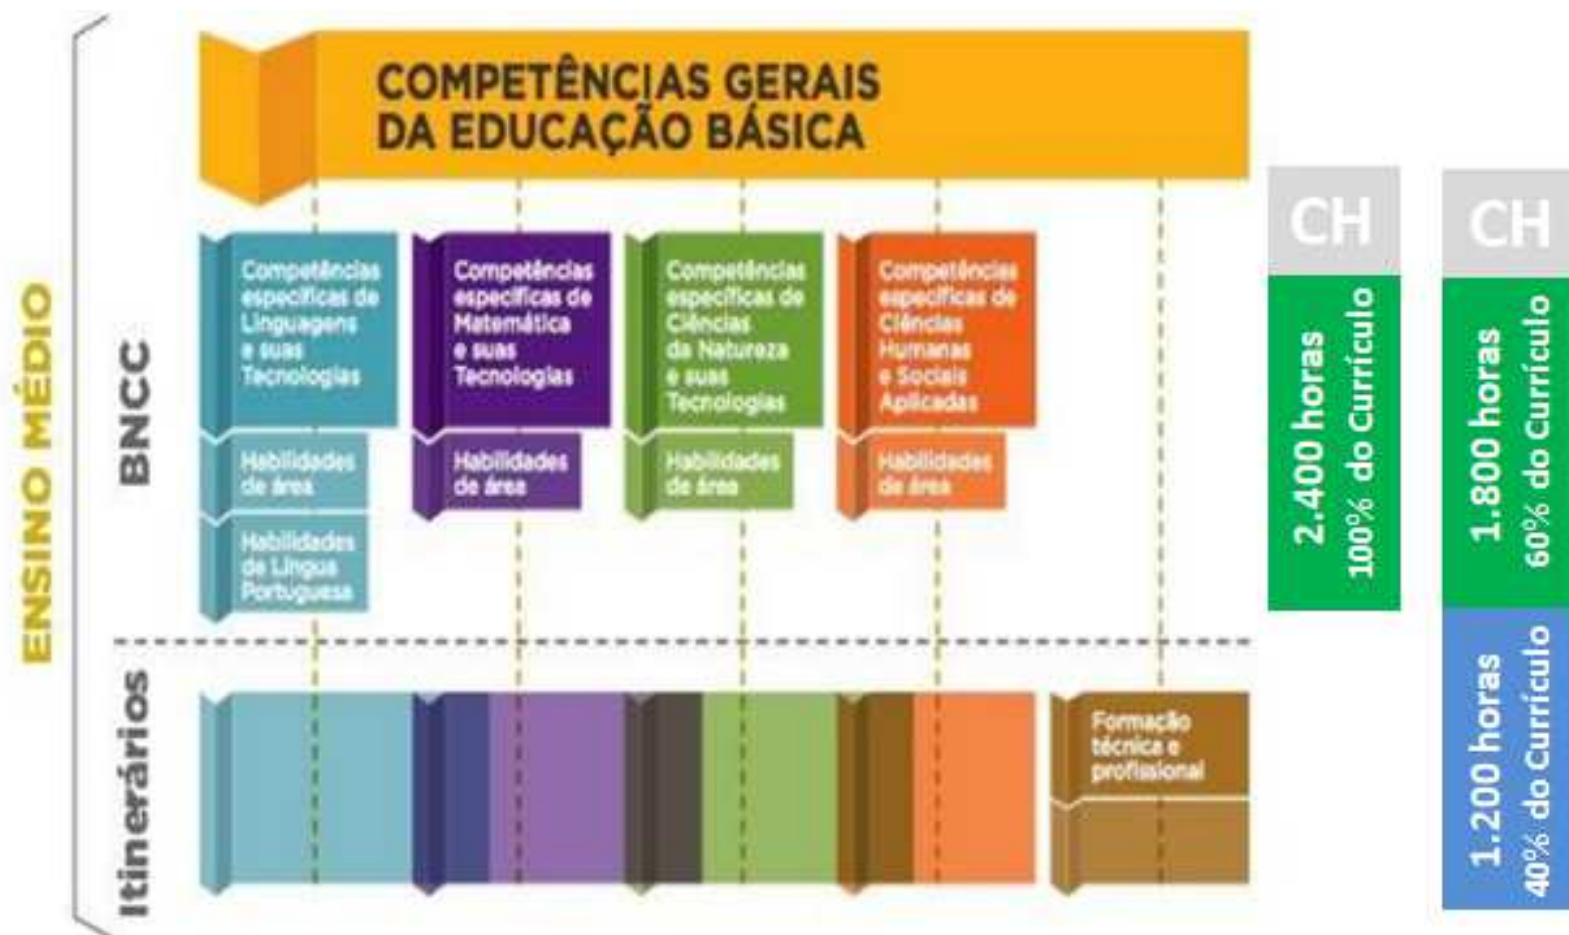 ENSINO MÉDIO
BNCC
Itinerários
COMPETÊNCIAS GERAIS
DA EDUCAÇÃO BÁSICA
Competências
específicas de
Linguagens
e suas
Tecnologias
Habilidades
de área
Habilidades
de Língua
Portuguesa
Competências
específicas de
Matemática
e suas
Tecnologias
Habilidades
de área
Competências
específicas de
Ciências
da Natureza
e suas
Tecnologias
Habilidades
de área
Competências
específicas de
Ciências
Humanas
e Sociais
Aplicadas
Habilidades
de área
Formação
técnica e
profissional
CH
2.400 horas
100% do Currículo
CH
1.800 horas
60% do Currículo
1.200 horas
40% do Currículo